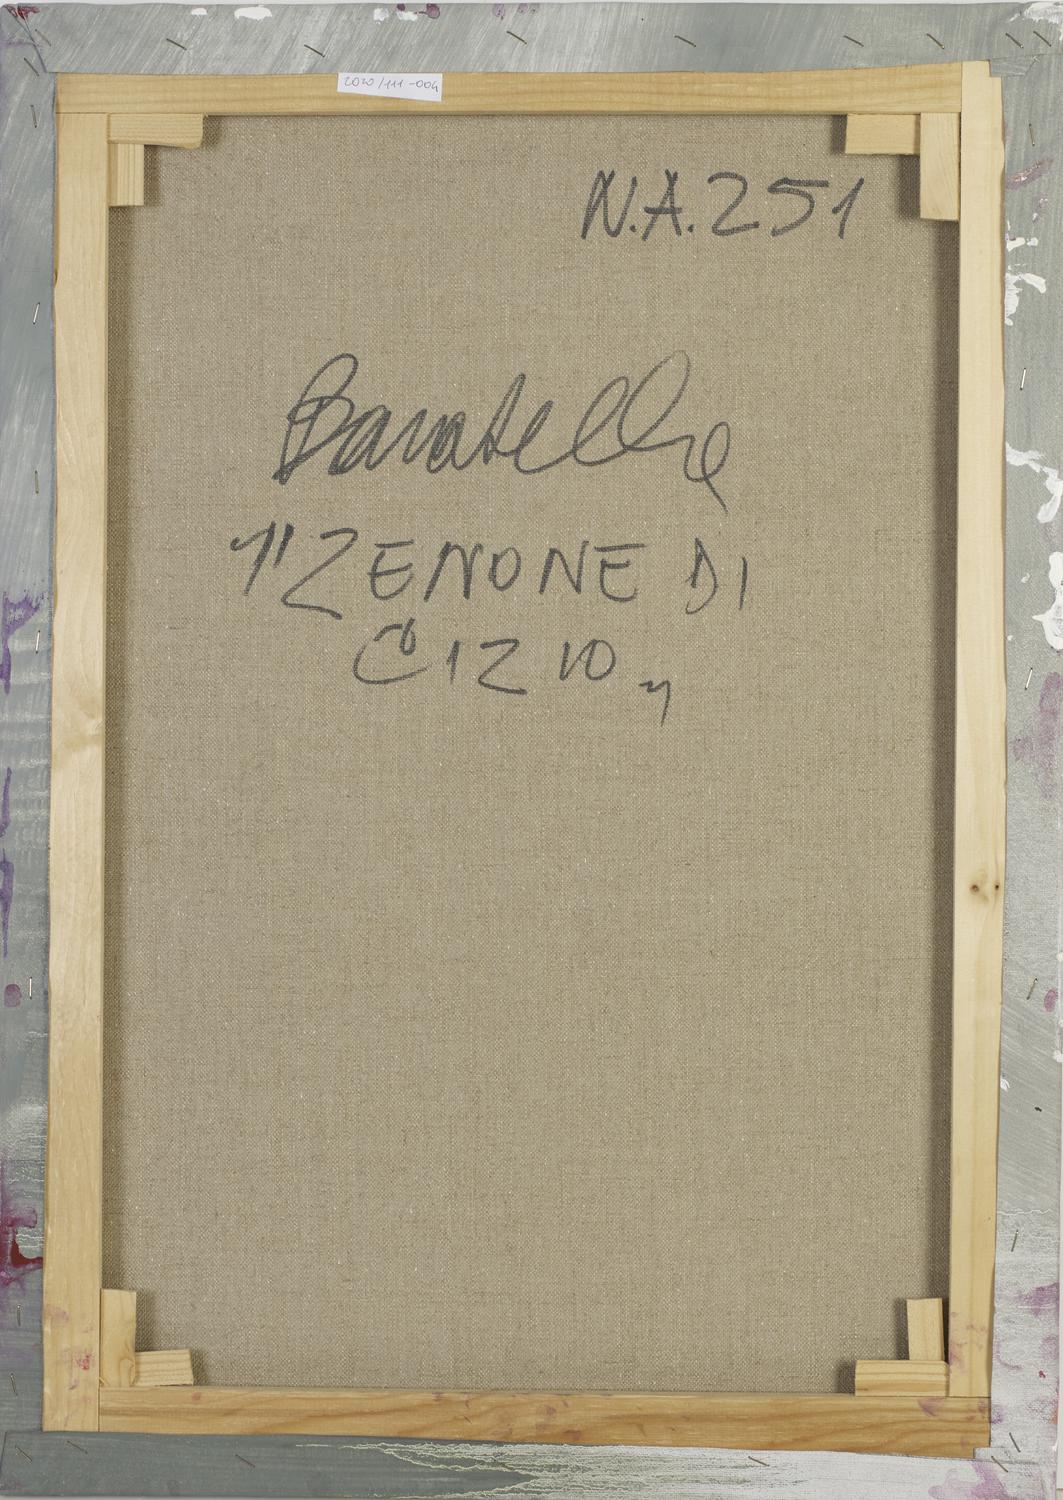 2020/111-004
N.A.251
Baratella
"ZENONE DI
CIZIO"